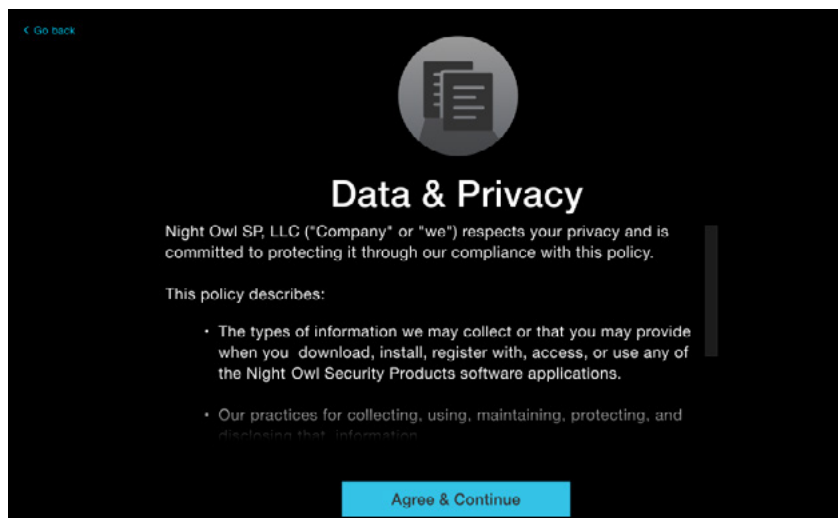 < Go back
Data & Privacy
Night Owl SP, LLC ("Company" or "we") respects your privacy and is
committed to protecting it through our compliance with this policy.
This policy describes:
• The types of information we may collect or that you may provide
when you download, install, register with, access, or use any of
the Night Owl Security Products software applications.
• Our practices for collecting, using, maintaining, protecting, and
disclosing that information
Agree & Continue